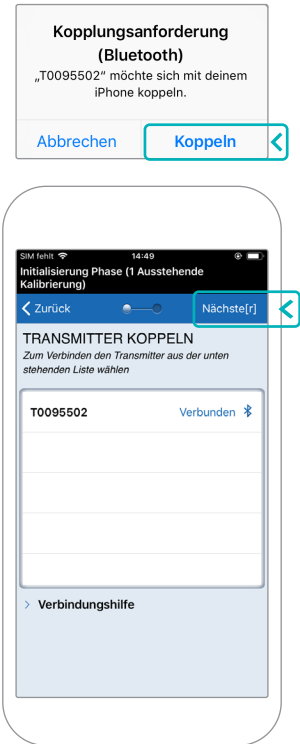 Kopplungsanforderung
(Bluetooth)
„T0095502” möchte sich mit deinem
iPhone koppeln.
Abbrechen Koppeln
SIM fehlt 14:49
Initialisierung Phase (1 Ausstehende
Kalibrierung)
Zurück Nächste[r]
TRANSMITTER KOPPELN
Zum Verbinden den Transmitter aus der unten
stehenden Liste wählen
T0095502 Verbunden
Verbindungshilfe